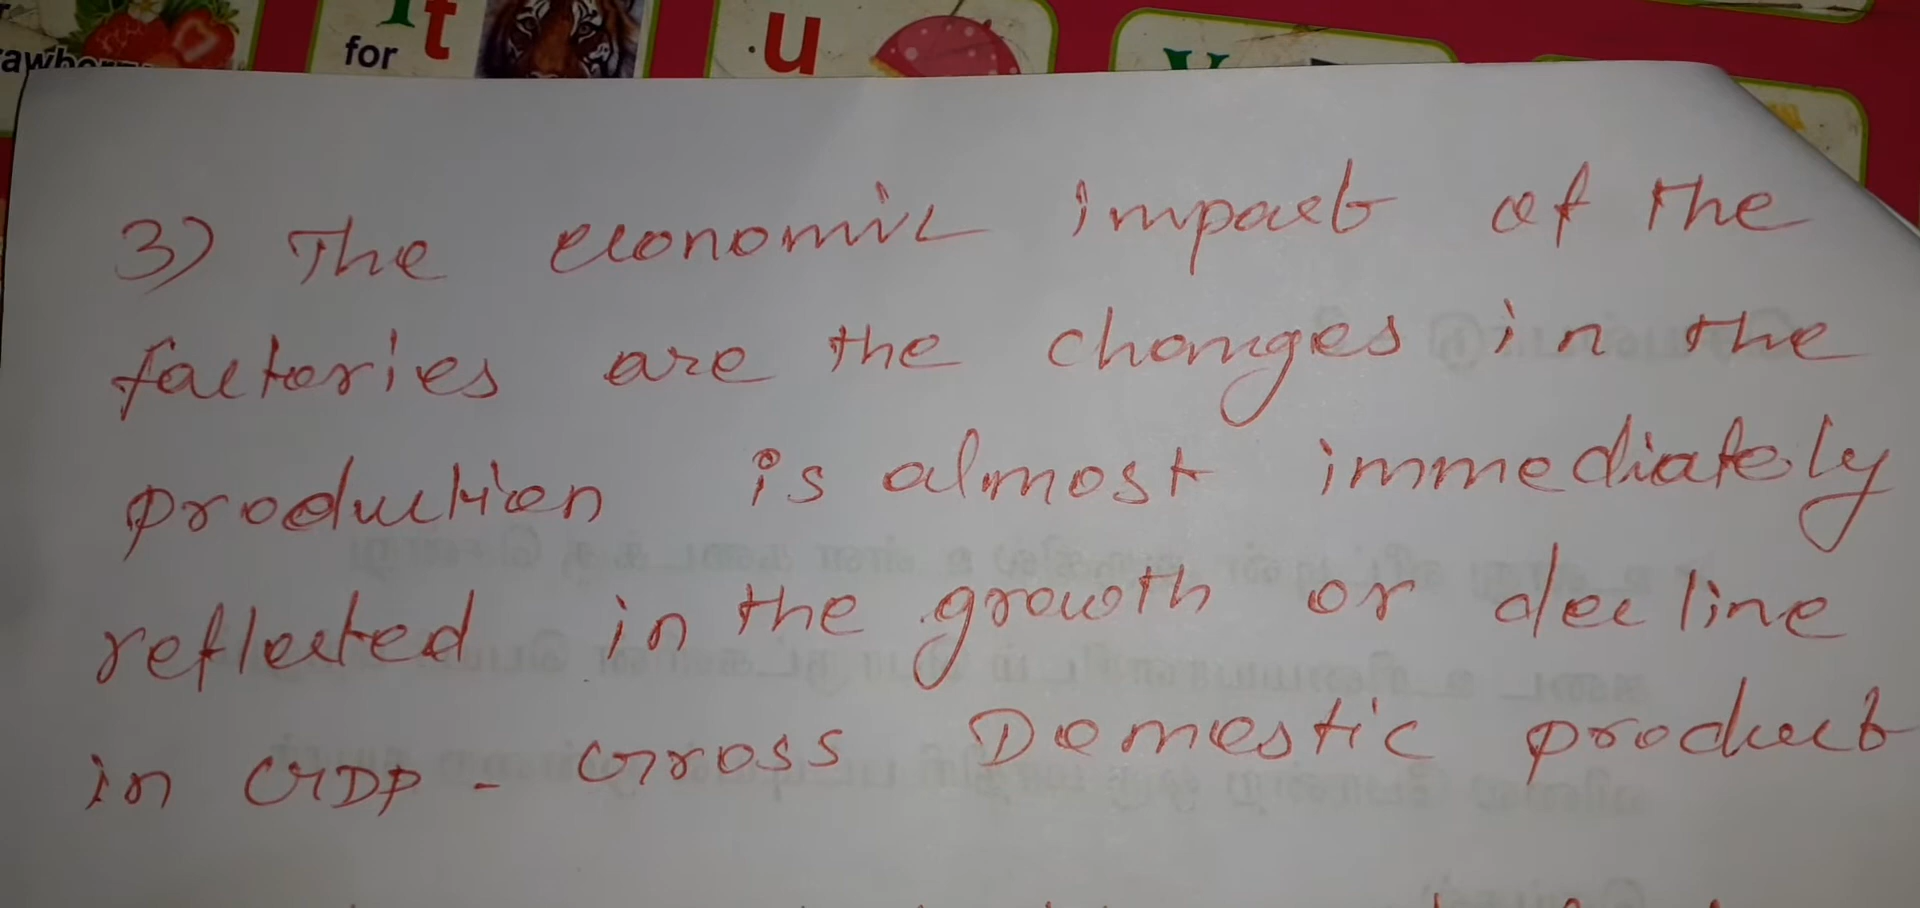 for t
u
3) The economic impact of the
factories are the changes in the
production is almost immediately
reflected in the growth or decline
in GDP - Gross Domestic product